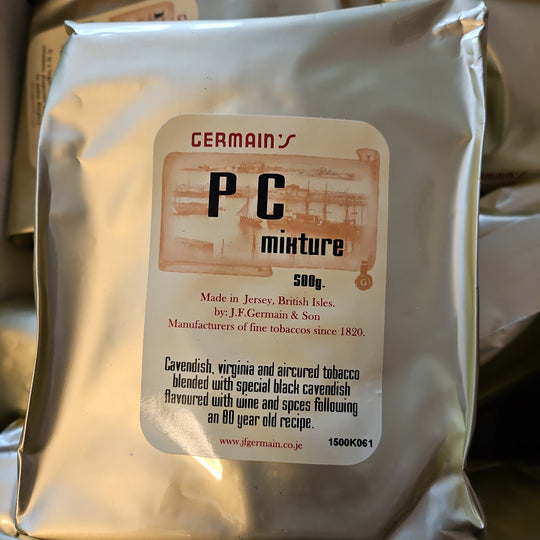 GERMAIN'S
P C
mixture
500g.
Made in Jersey, British Isles.
by: J.F.Germain & Son
Manufacturers of fine tobaccos since 1820.
Cavendish, virginia and aircured tobacco
blended with special black cavendish
flavoured with wine and spces following
an 80 year old recipe.
www.jfgermain.co.je 1500K061